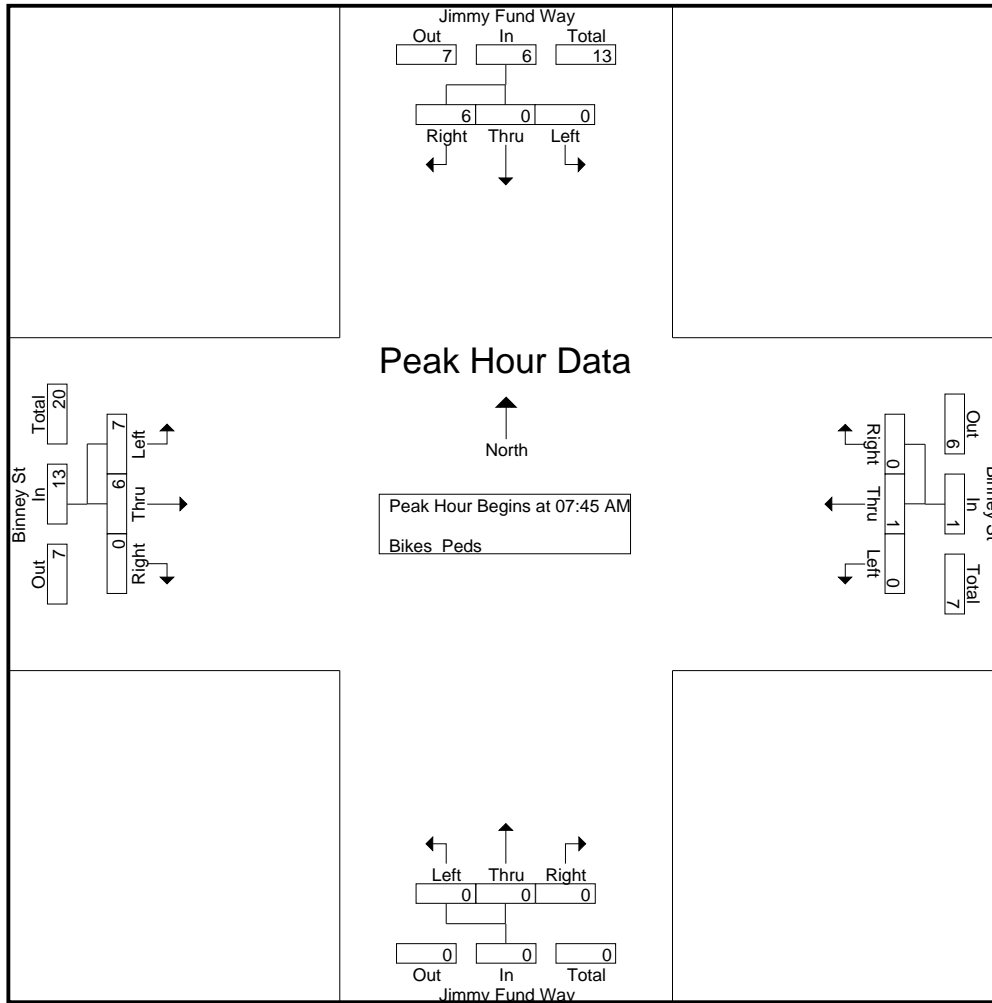 Jimmy Fund Way
Out In Total
7 6 13
6 0 0
Right Thru Left
Peak Hour Data
North
Peak Hour Begins at 07:45 AM
Bikes Peds
Binney St
Total In Out
20 13 7
7 6 0
Left Thru Right
Binney St
Out In Total
6 1 7
0 1 0
Right Thru Left
Left Thru Right
0 0 0
0 0 0
Out In Total
Jimmy Fund Way